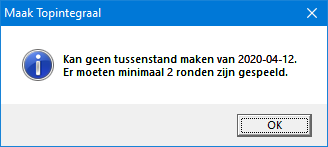 Maak Topintegraal
Kan geen tussenstand maken van 2020-04-12.
Er moeten minimaal 2 ronden zijn gespeeld.
OK